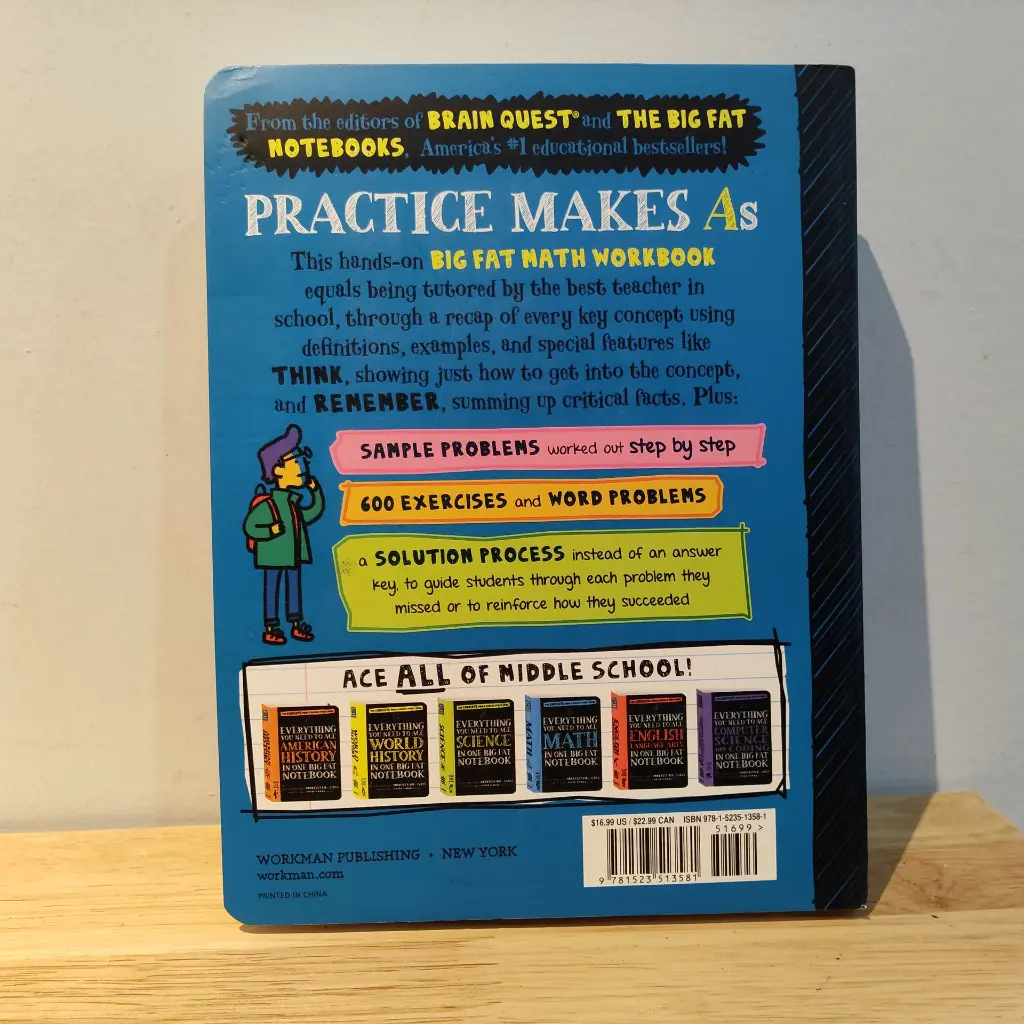 From the editors of BRAIN QUEST® and THE BIG FAT
NOTEBOOKS, America's #1 educational bestsellers!
PRACTICE MAKES As
This hands-on BIG FAT MATH WORKBOOK
equals being tutored by the best teacher in
school, through a recap of every key concept using
definitions, examples, and special features like
THINK, showing just how to get into the concept,
and REMEMBER, summing up critical facts. Plus:
SAMPLE PROBLEMS worked out step by step
600 EXERCISES and WORD PROBLEMS
a SOLUTION PROCESS instead of an answer
key, to guide students through each problem they
missed or to reinforce how they succeeded
ACE ALL OF MIDDLE SCHOOL!
EVERYTHING
YOU NEED TO ACE
AMERICAN
HISTORY
IN ONE BIG FAT
NOTEBOOK
EVERYTHING
YOU NEED TO ACE
WORLD
HISTORY
IN ONE BIG FAT
NOTEBOOK
EVERYTHING
YOU NEED TO ACE
SCIENCE
IN ONE BIG FAT
NOTEBOOK
EVERYTHING
YOU NEED TO ACE
MATH
IN ONE BIG FAT
NOTEBOOK
EVERYTHING
YOU NEED TO ACE
ENGLISH
LANGUAGE ARTS
IN ONE BIG FAT
NOTEBOOK
EVERYTHING
YOU NEED TO ACE
COMPUTER
SCIENCE
AND CODING
IN ONE BIG FAT
NOTEBOOK
WORKMAN PUBLISHING • NEW YORK
workman.com
PRINTED IN CHINA
$16.99 US / $22.99 CAN ISBN 978-1-5235-1358-1
51699 >
9 781523 513581